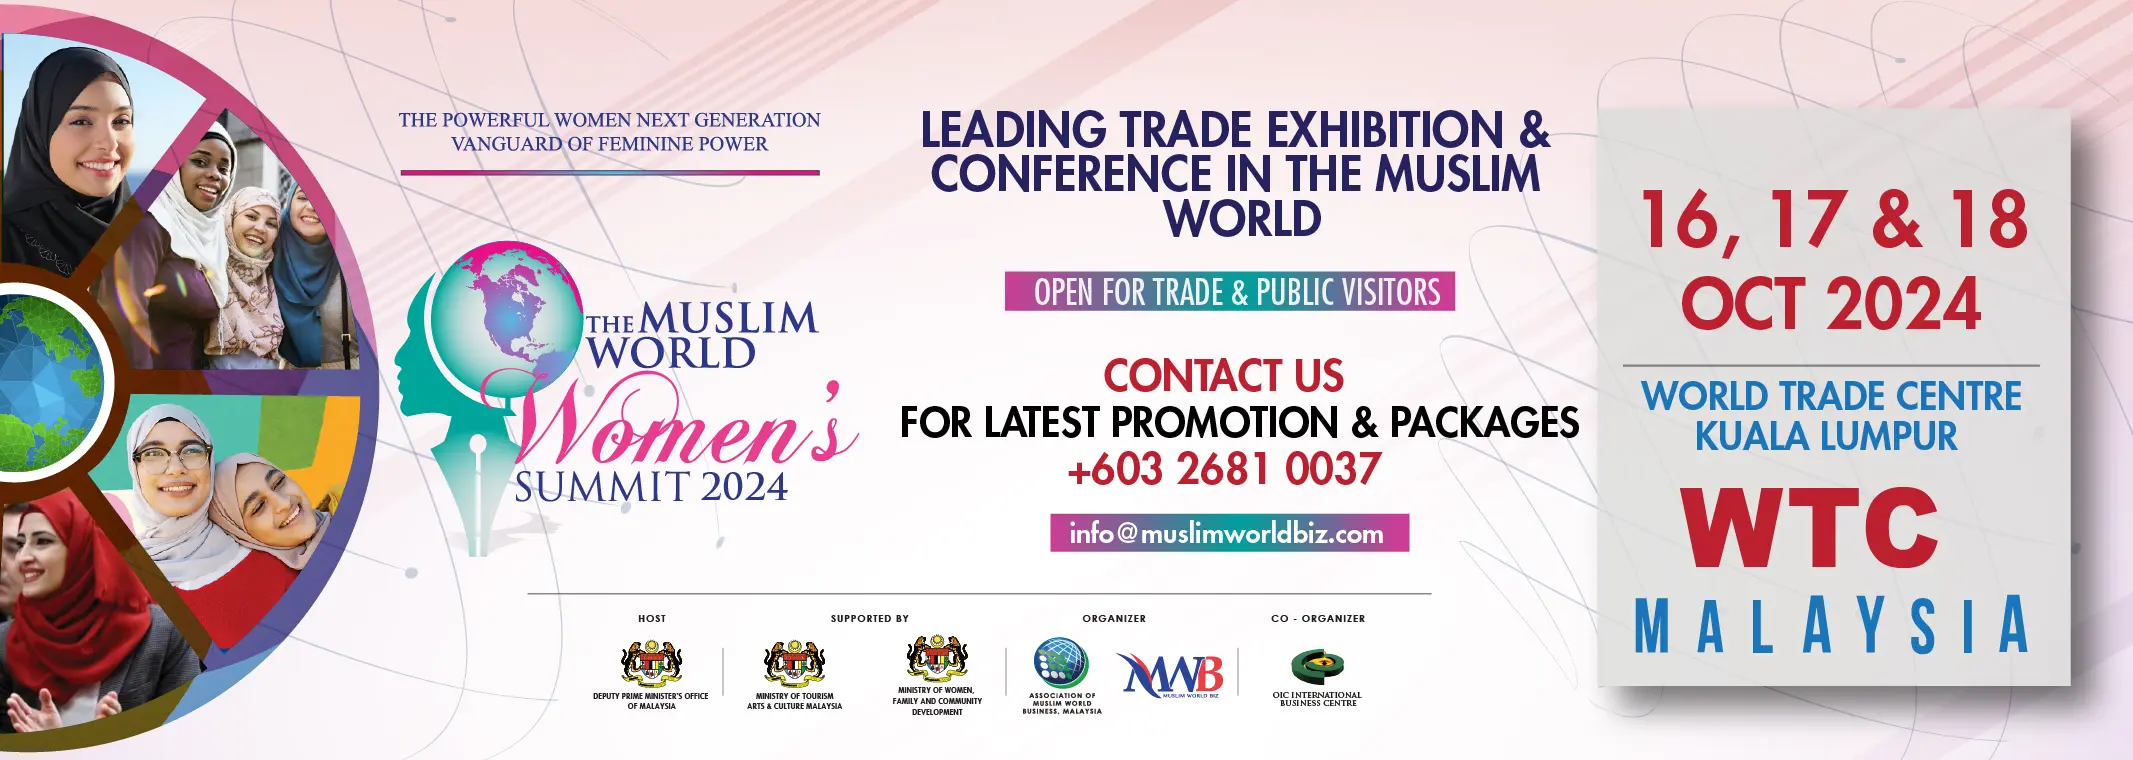 THE POWERFUL WOMEN NEXT GENERATION
VANGUARD OF FEMININE POWER
THE MUSLIM
WORLD
Women's
SUMMIT 2024
LEADING TRADE EXHIBITION &
CONFERENCE IN THE MUSLIM
WORLD
OPEN FOR TRADE & PUBLIC VISITORS
CONTACT US
FOR LATEST PROMOTION & PACKAGES
+603 2681 0037
info@muslimworldbiz.com
16, 17 & 18
OCT 2024
WORLD TRADE CENTRE
KUALA LUMPUR
WTC
MALAYSIA
HOST
DEPUTY PRIME MINISTER'S OFFICE
OF MALAYSIA
SUPPORTED BY
MINISTRY OF TOURISM
ARTS & CULTURE MALAYSIA
MINISTRY OF WOMEN,
FAMILY AND COMMUNITY
DEVELOPMENT
ORGANIZER
ASSOCIATION OF
MUSLIM WORLD
BUSINESS, MALAYSIA
MWB
MUSLIM WORLD BIZ
CO - ORGANIZER
OIC INTERNATIONAL
BUSINESS CENTRE